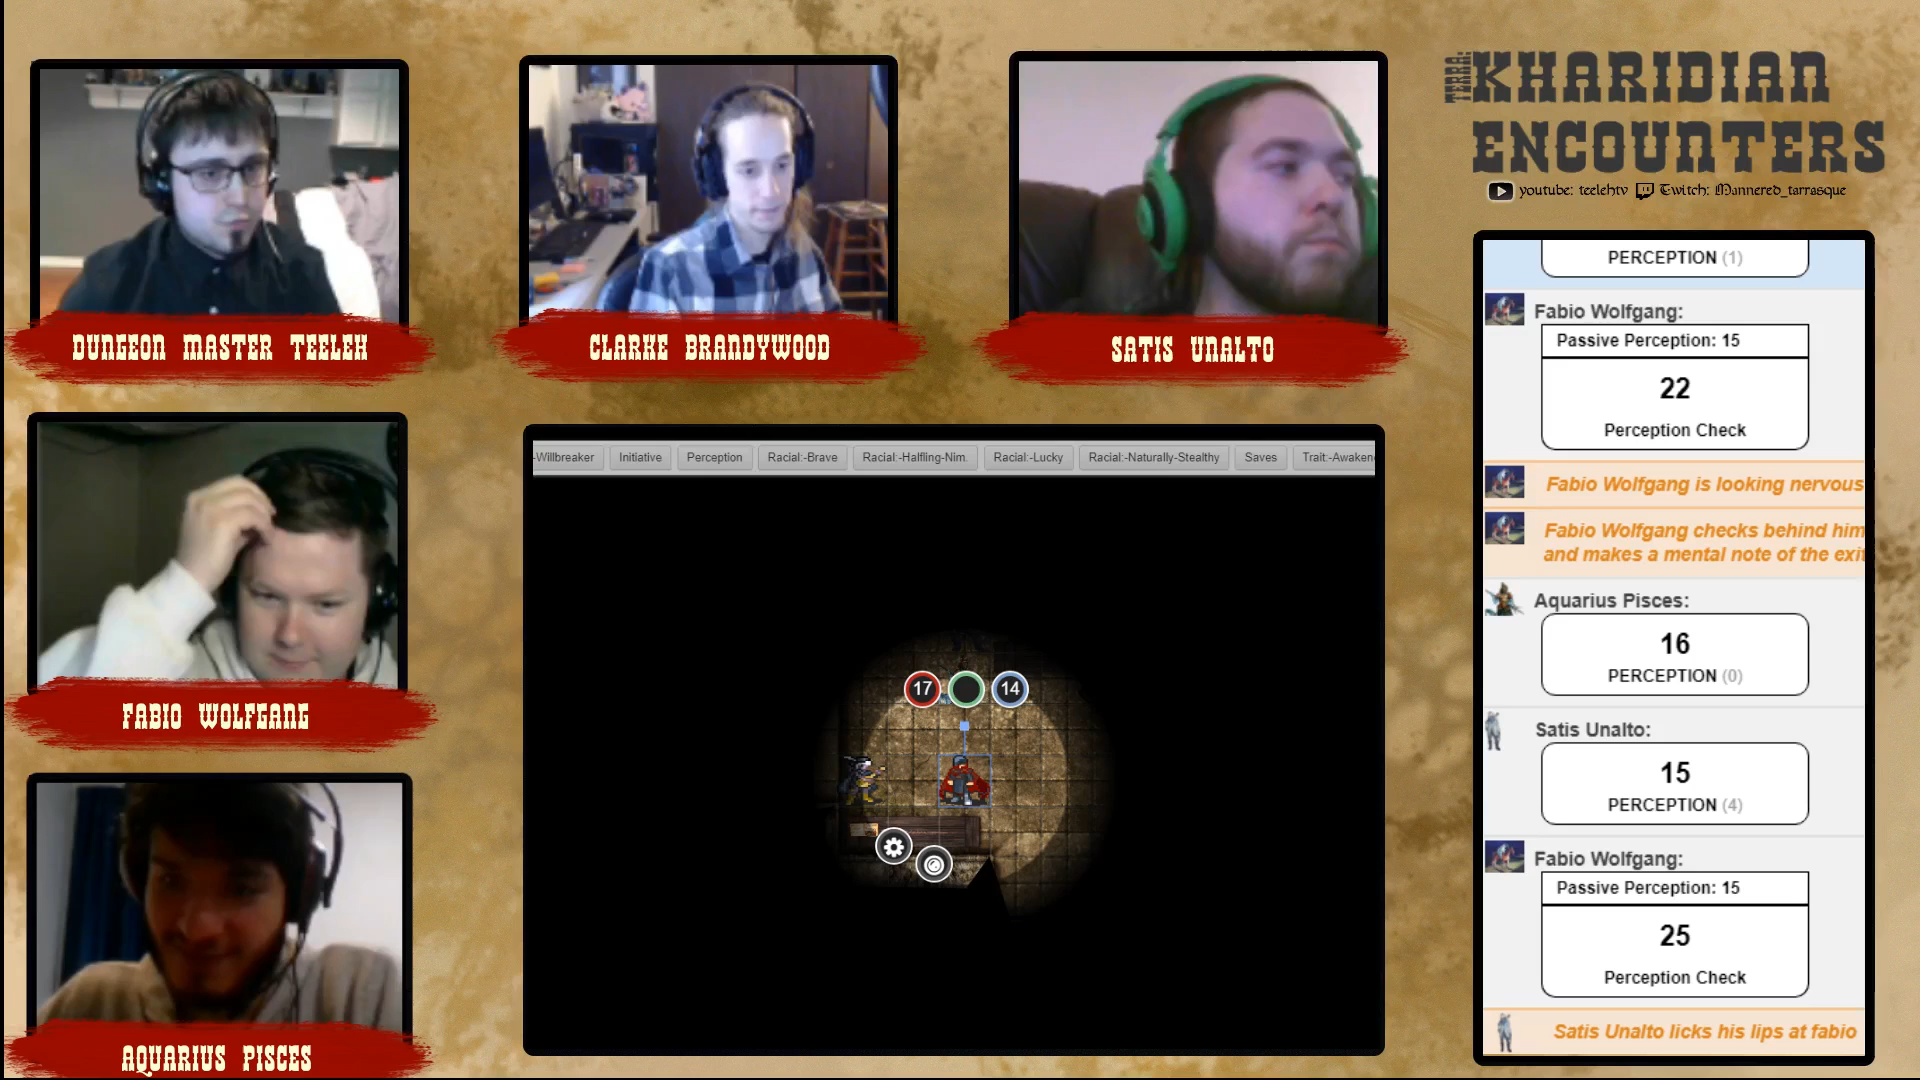 TERRA
KHARIDIAN
ENCOUNTERS
youtube: teelehtv Twitch: Mannered_tarrasque
DUNGEON MASTER TEELEH
CLARKE BRANDYWOOD
SATIS UNALTO
FABIO WOLFGANG
AQUARIUS PISCES
-Willbreaker Initiative Perception Racial:-Brave Racial:-Halfling-Nim. Racial:-Lucky Racial:-Naturally-Stealthy Saves Trait:-Awaken
17 14
PERCEPTION (1)
Fabio Wolfgang:
Passive Perception: 15
22
Perception Check
Fabio Wolfgang is looking nervous
Fabio Wolfgang checks behind him
and makes a mental note of the exit
Aquarius Pisces:
16
PERCEPTION (0)
Satis Unalto:
15
PERCEPTION (4)
Fabio Wolfgang:
Passive Perception: 15
25
Perception Check
Satis Unalto licks his lips at fabio